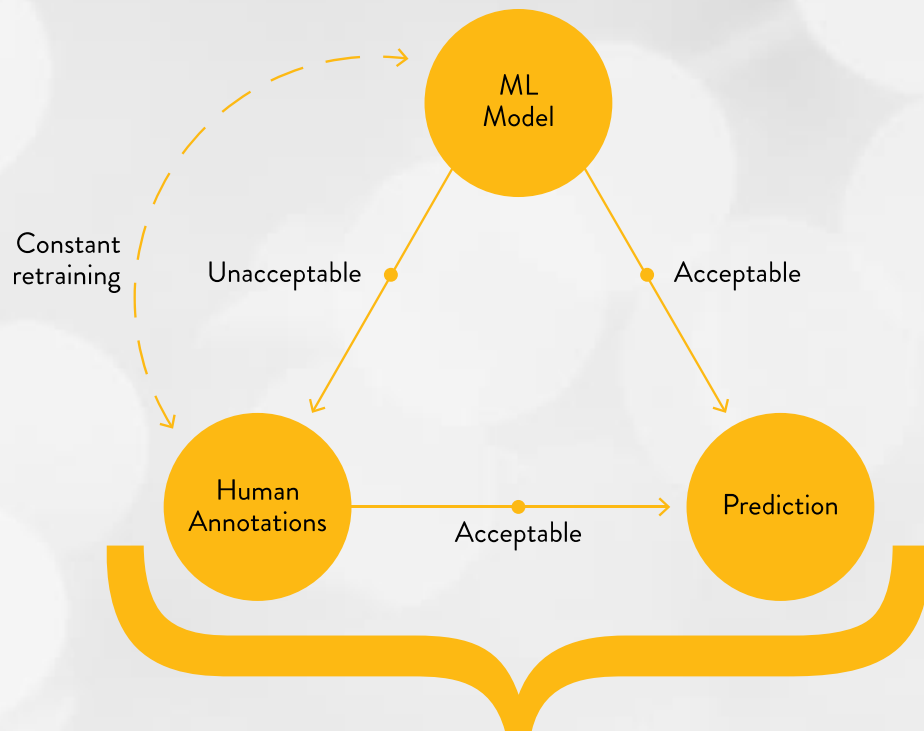 ML
Model
Constant
retraining
Unacceptable
Acceptable
Human
Annotations
Acceptable
Prediction